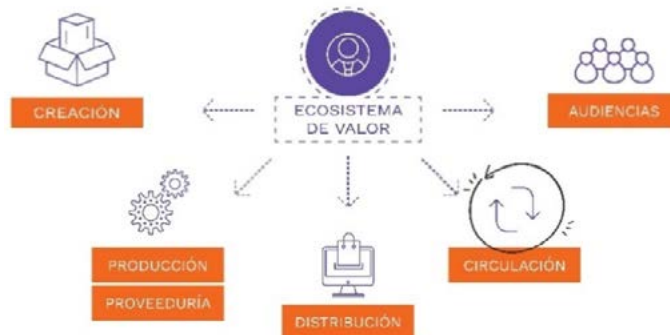 ECOSISTEMA
DE VALOR
CREACIÓN
AUDIENCIAS
PRODUCCIÓN
PROVEEDURÍA
DISTRIBUCIÓN
CIRCULACIÓN